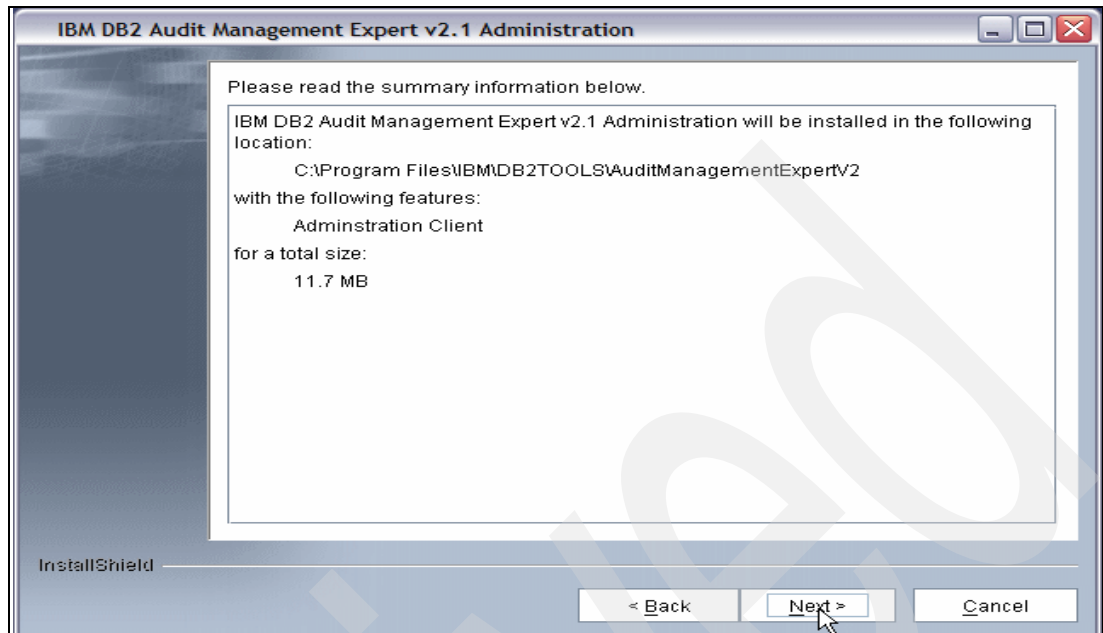 IBM DB2 Audit Management Expert v2.1 Administration
Please read the summary information below.
IBM DB2 Audit Management Expert v2.1 Administration will be installed in the following
location:
C:\Program Files\IBM\DB2TOOLS\AuditManagementExpertV2
with the following features:
Adminstration Client
for a total size:
11.7 MB
InstallShield
< Back
Next >
Cancel